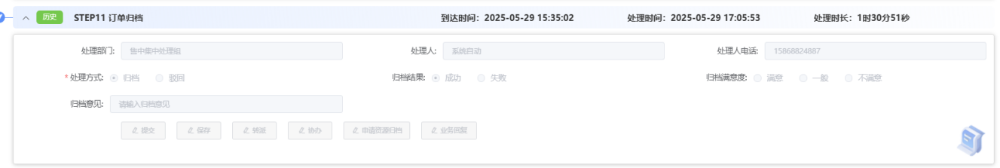 历史 STEP11 订单归档 到达时间：2025-05-29 15:35:02 处理时间：2025-05-29 17:05:53 处理时长：1时30分51秒
处理部门: 售中集中处理组 处理人: 系统自动 处理人电话: 15868824887
* 处理方式: 归档 驳回 归档结果: 成功 失败 归档满意度: 满意 一般 不满意
归档意见: 请输入归档意见
提交 保存 转派 协办 申请资源归档 业务回复